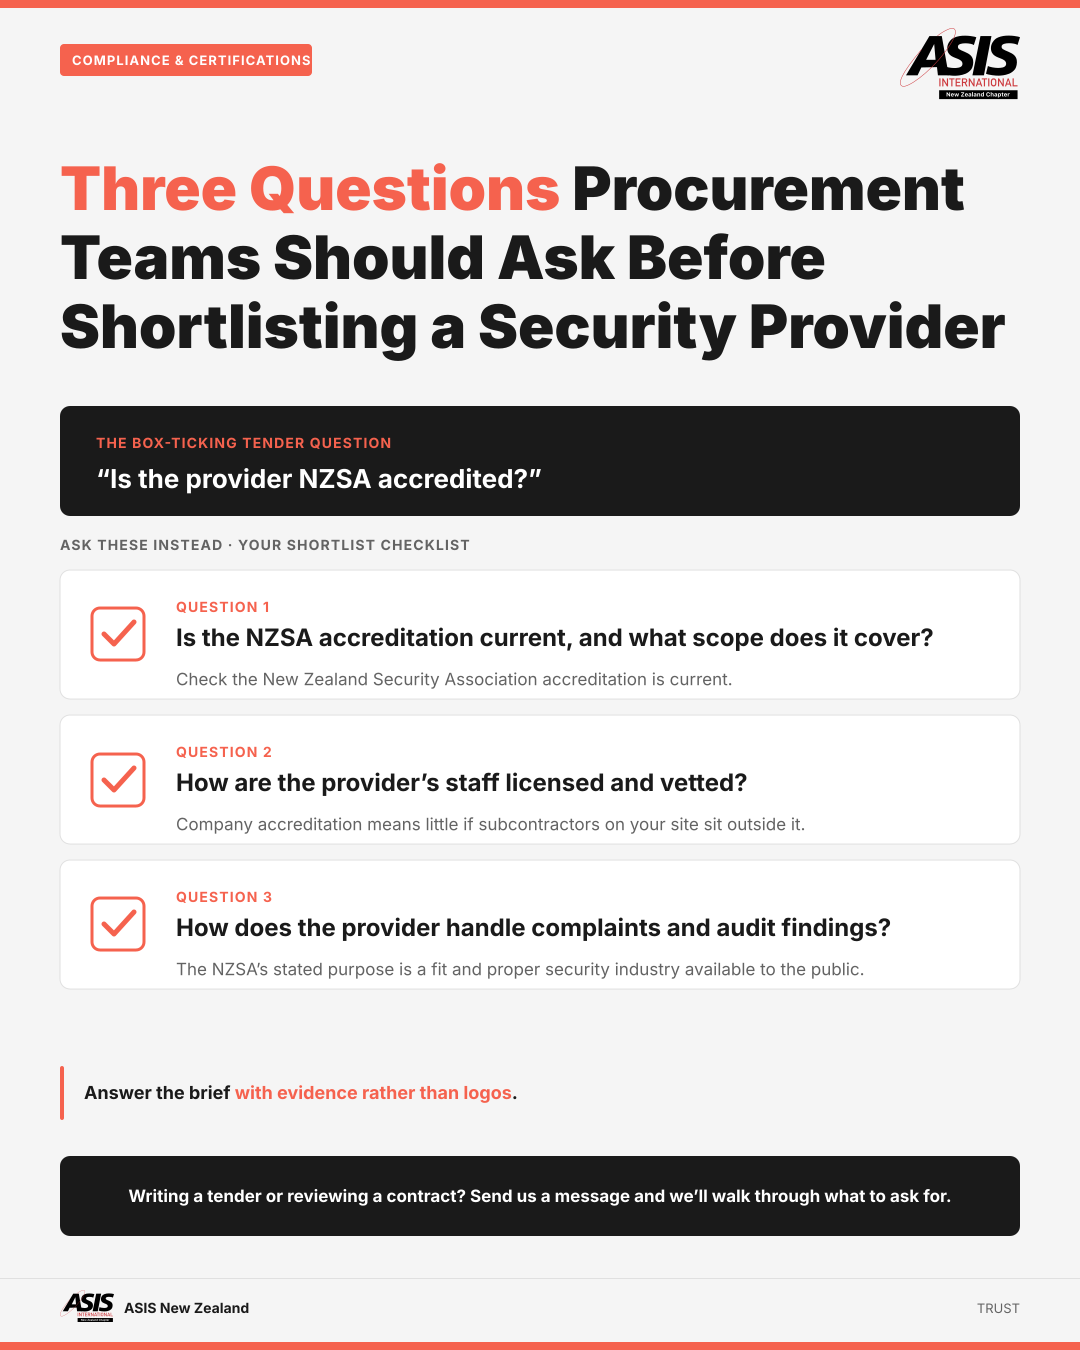 COMPLIANCE & CERTIFICATIONS
ASIS
INTERNATIONAL
New Zealand Chapter
Three Questions Procurement
Teams Should Ask Before
Shortlisting a Security Provider
THE BOX-TICKING TENDER QUESTION
“Is the provider NZSA accredited?”
ASK THESE INSTEAD · YOUR SHORTLIST CHECKLIST
QUESTION 1
Is the NZSA accreditation current, and what scope does it cover?
Check the New Zealand Security Association accreditation is current.
QUESTION 2
How are the provider’s staff licensed and vetted?
Company accreditation means little if subcontractors on your site sit outside it.
QUESTION 3
How does the provider handle complaints and audit findings?
The NZSA’s stated purpose is a fit and proper security industry available to the public.
Answer the brief with evidence rather than logos.
Writing a tender or reviewing a contract? Send us a message and we’ll walk through what to ask for.
ASIS
INTERNATIONAL
New Zealand Chapter
ASIS New Zealand
TRUST